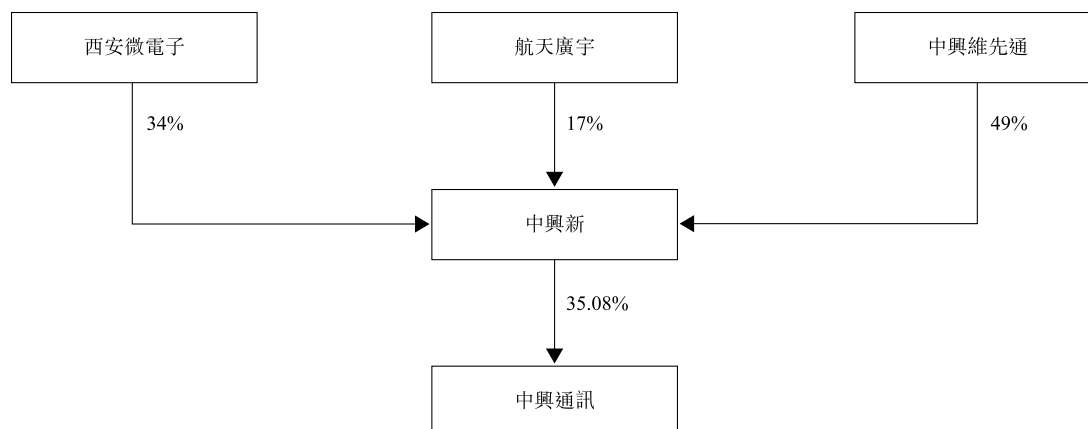 西安微電子
航天廣宇
中興維先通
34%
17%
49%
中興新
35.08%
中興通訊